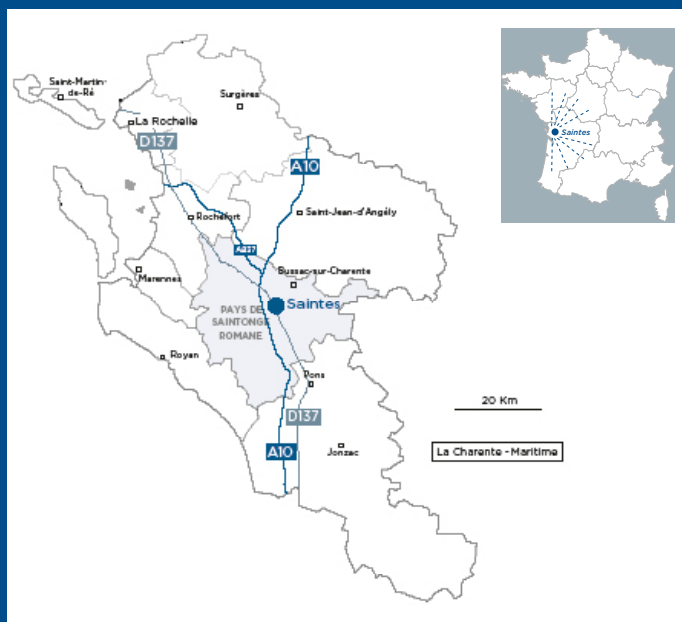 Saint-Martin-
de-Ré
Surgères
La Rochelle
D137
A10
Saintes
Rochefort
Saint-Jean-d'Angély
Bussac-sur-Charente
Marennes
Saintes
PAYS DE
SAINTONGE
ROMANE
Royan
Pons
20 Km
D137
A10
Jonzac
La Charente - Maritime